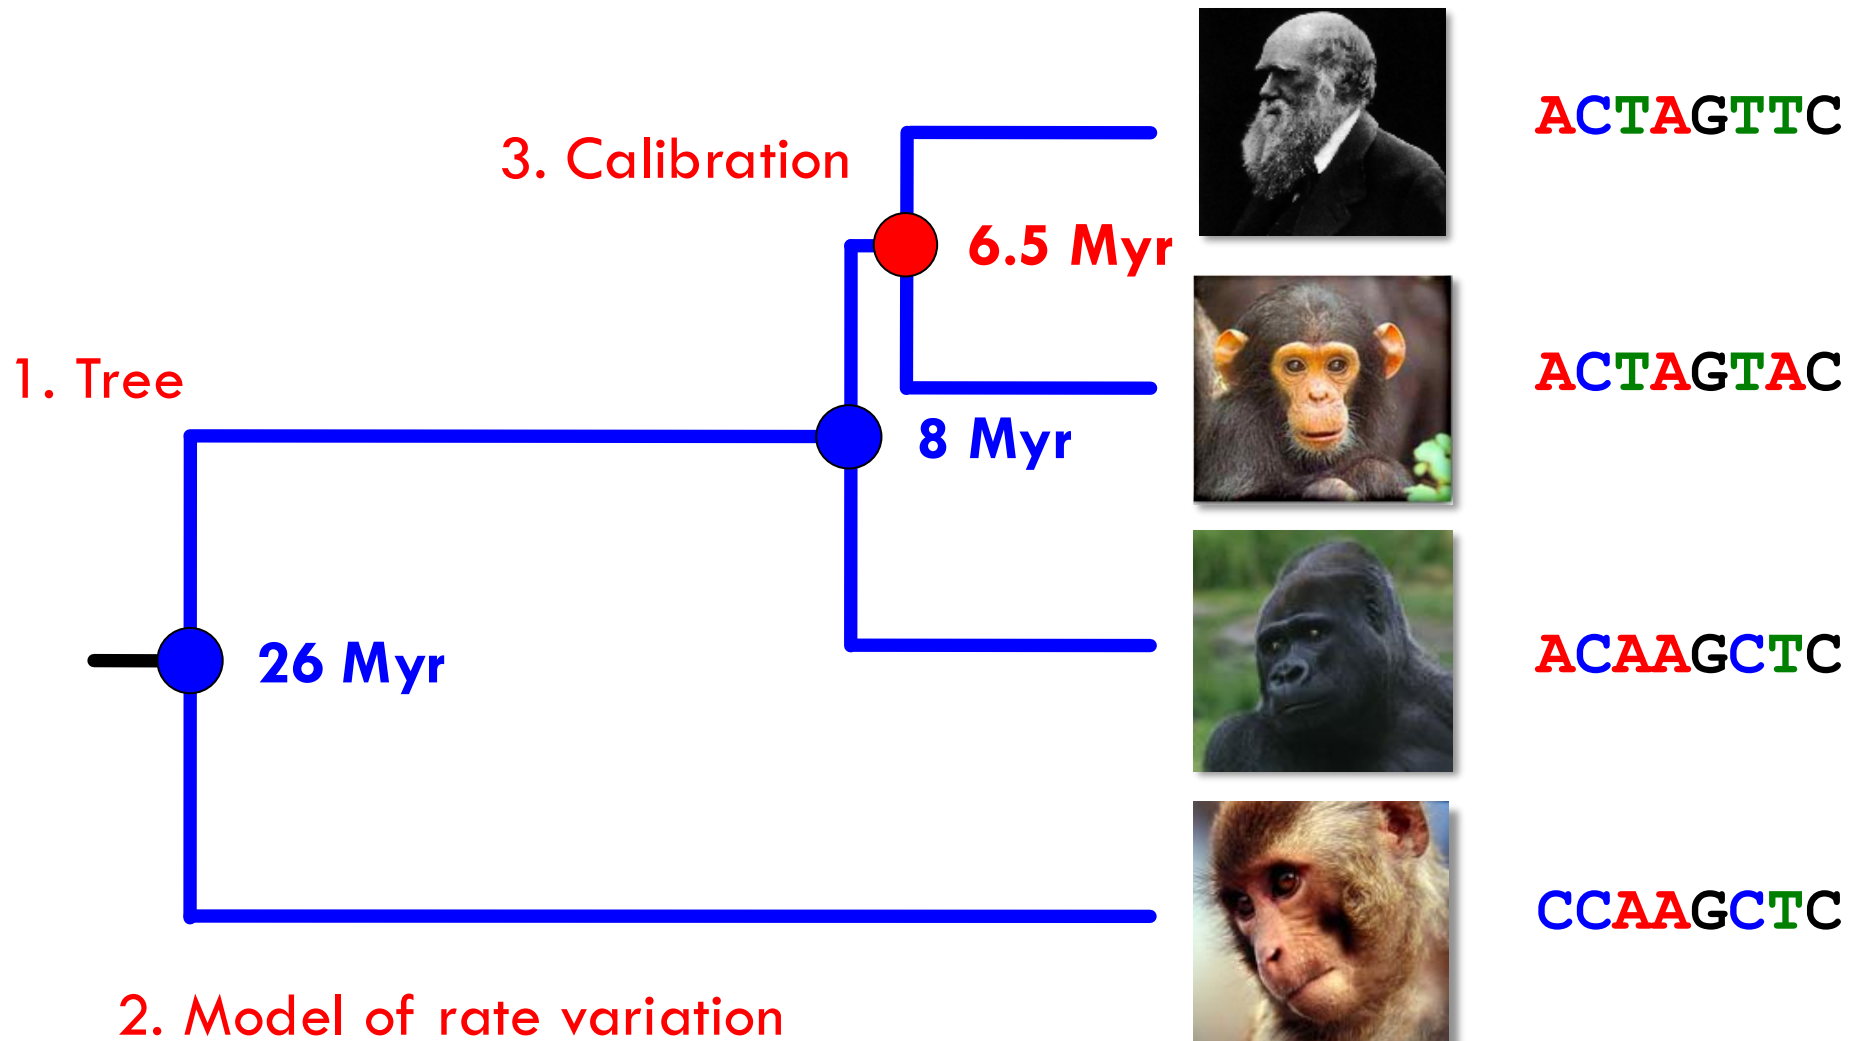 ACTAGTTC
3. Calibration
6.5 Myr
1. Tree
ACTAGTAC
8 Myr
26 Myr
ACAAGCTC
CCAAGCTC
2. Model of rate variation